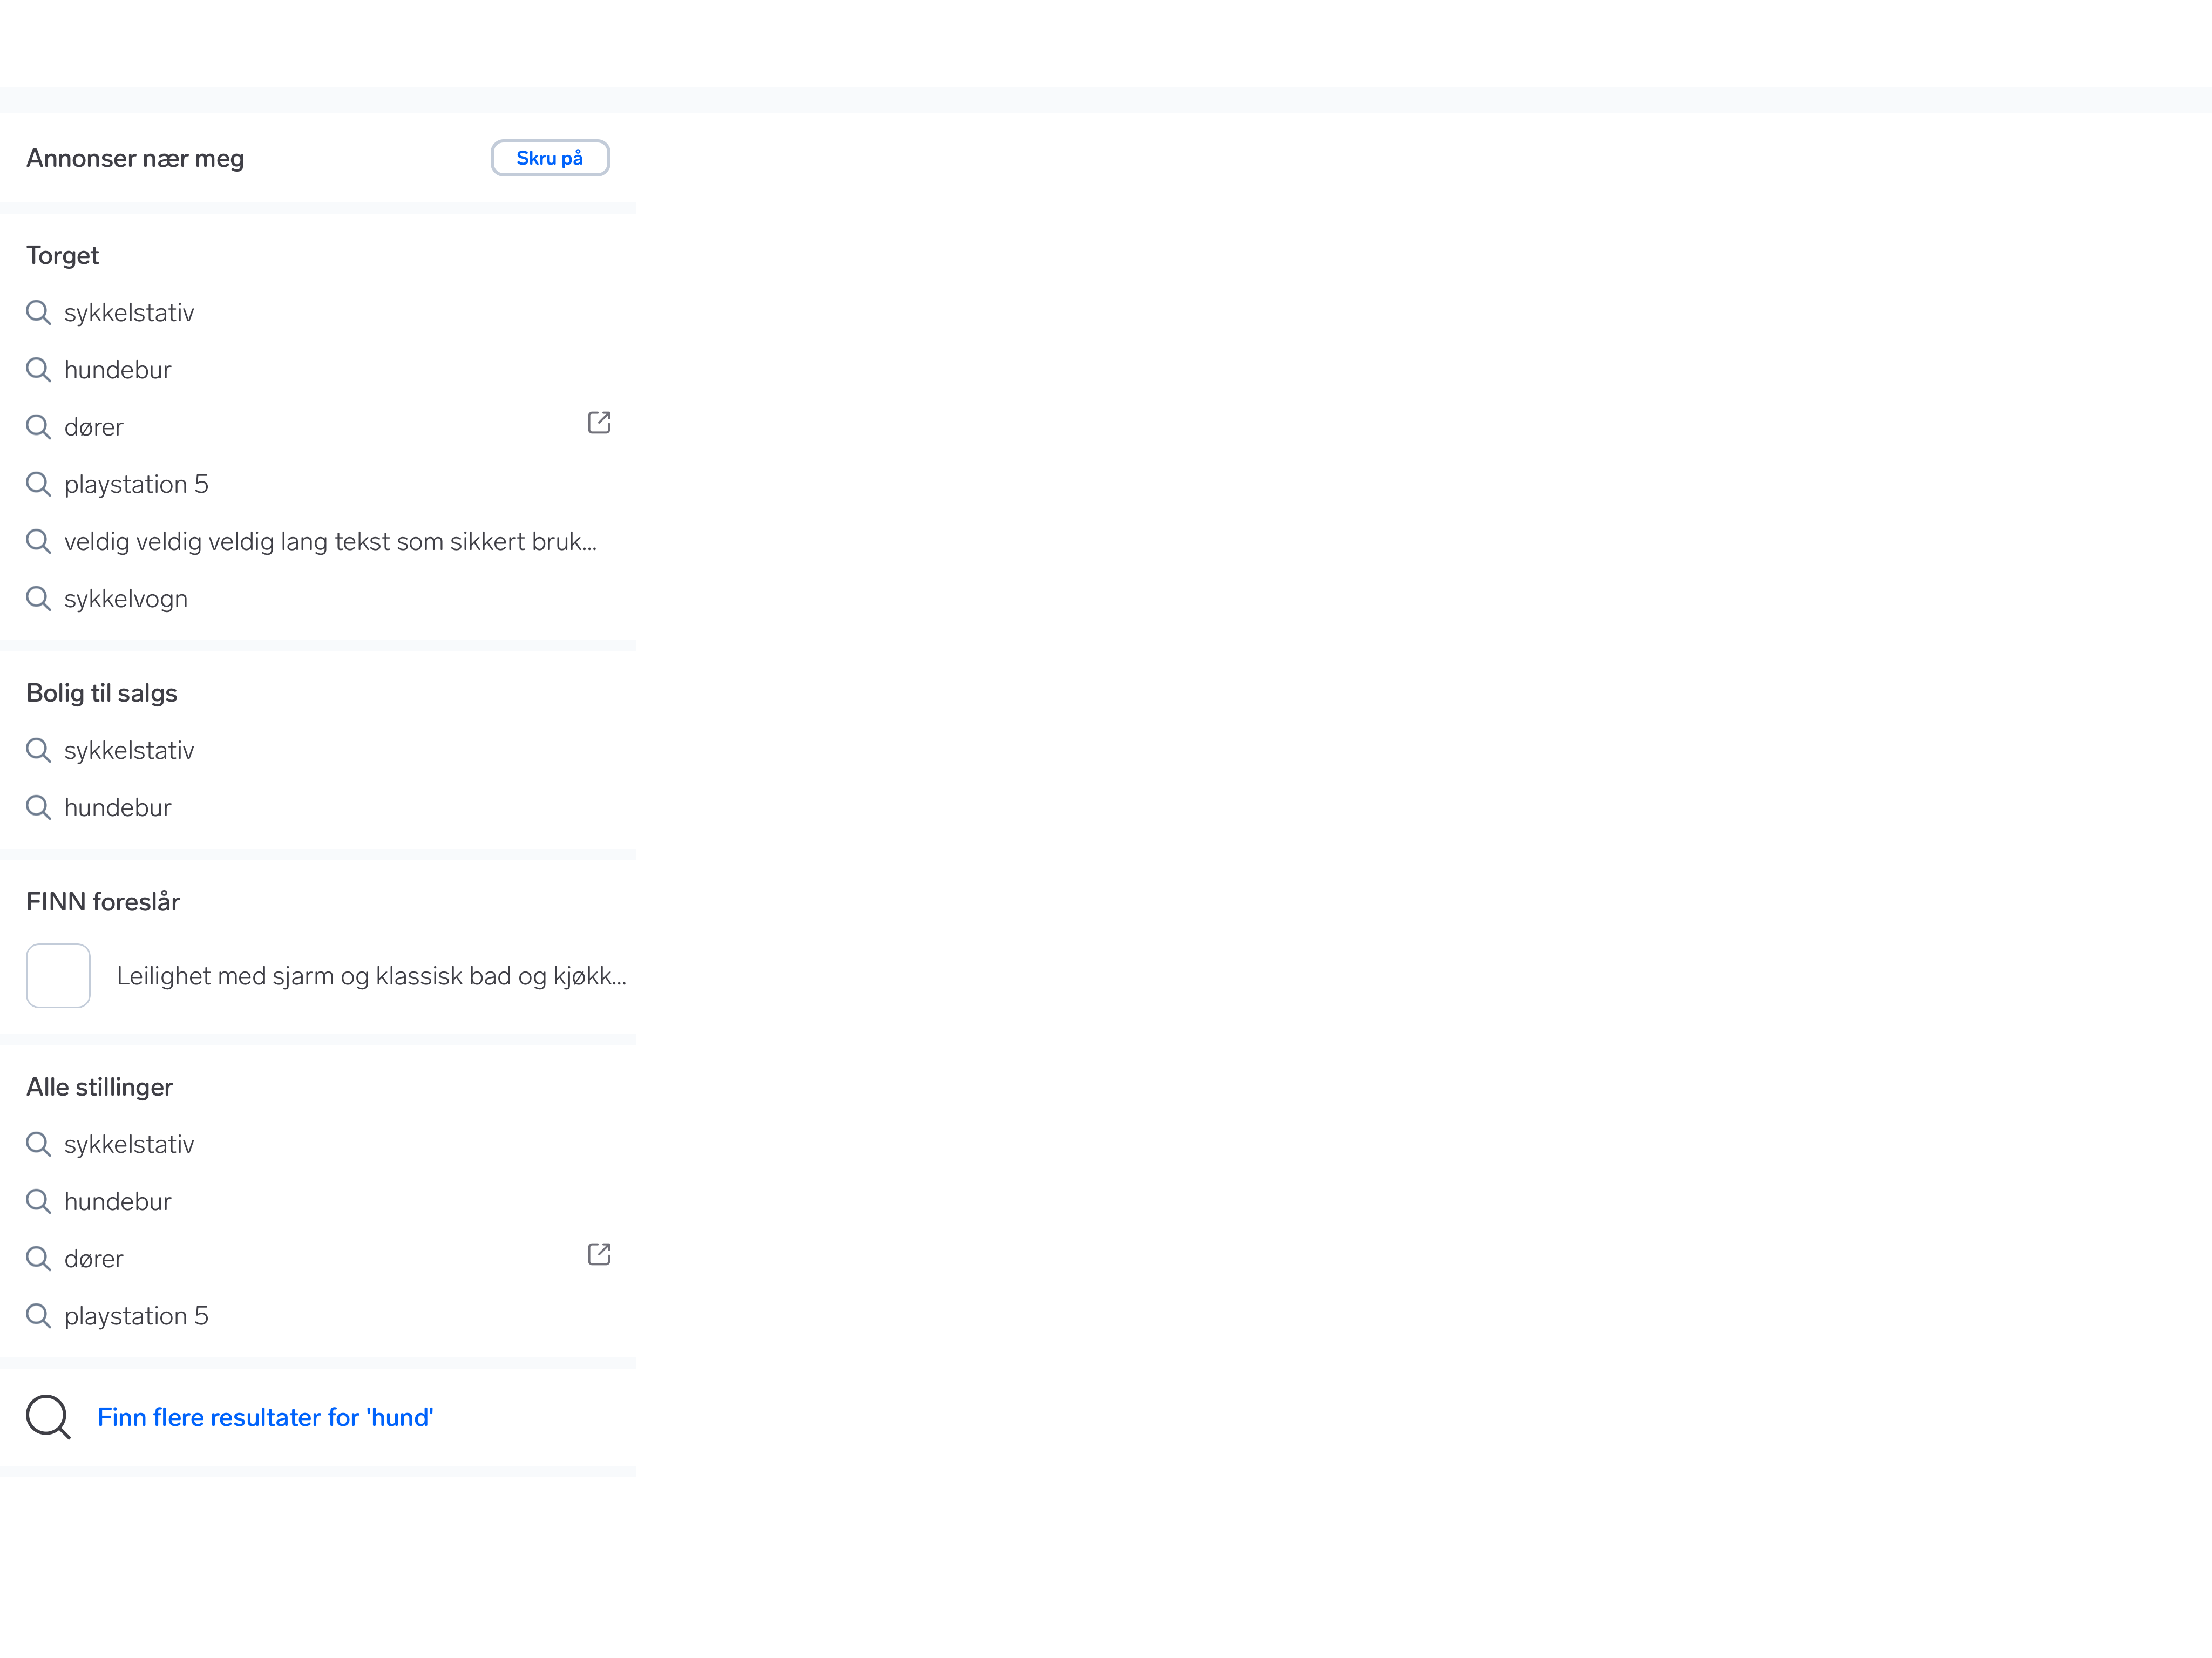 Annonser nær meg
Skru på
Torget
sykkelstativ
hundebur
dører
playstation 5
veldig veldig veldig lang tekst som sikkert bruk...
sykkelvogn
Bolig til salgs
sykkelstativ
hundebur
FINN foreslår
Leilighet med sjarm og klassisk bad og kjøkk...
Alle stillinger
sykkelstativ
hundebur
dører
playstation 5
Finn flere resultater for 'hund'